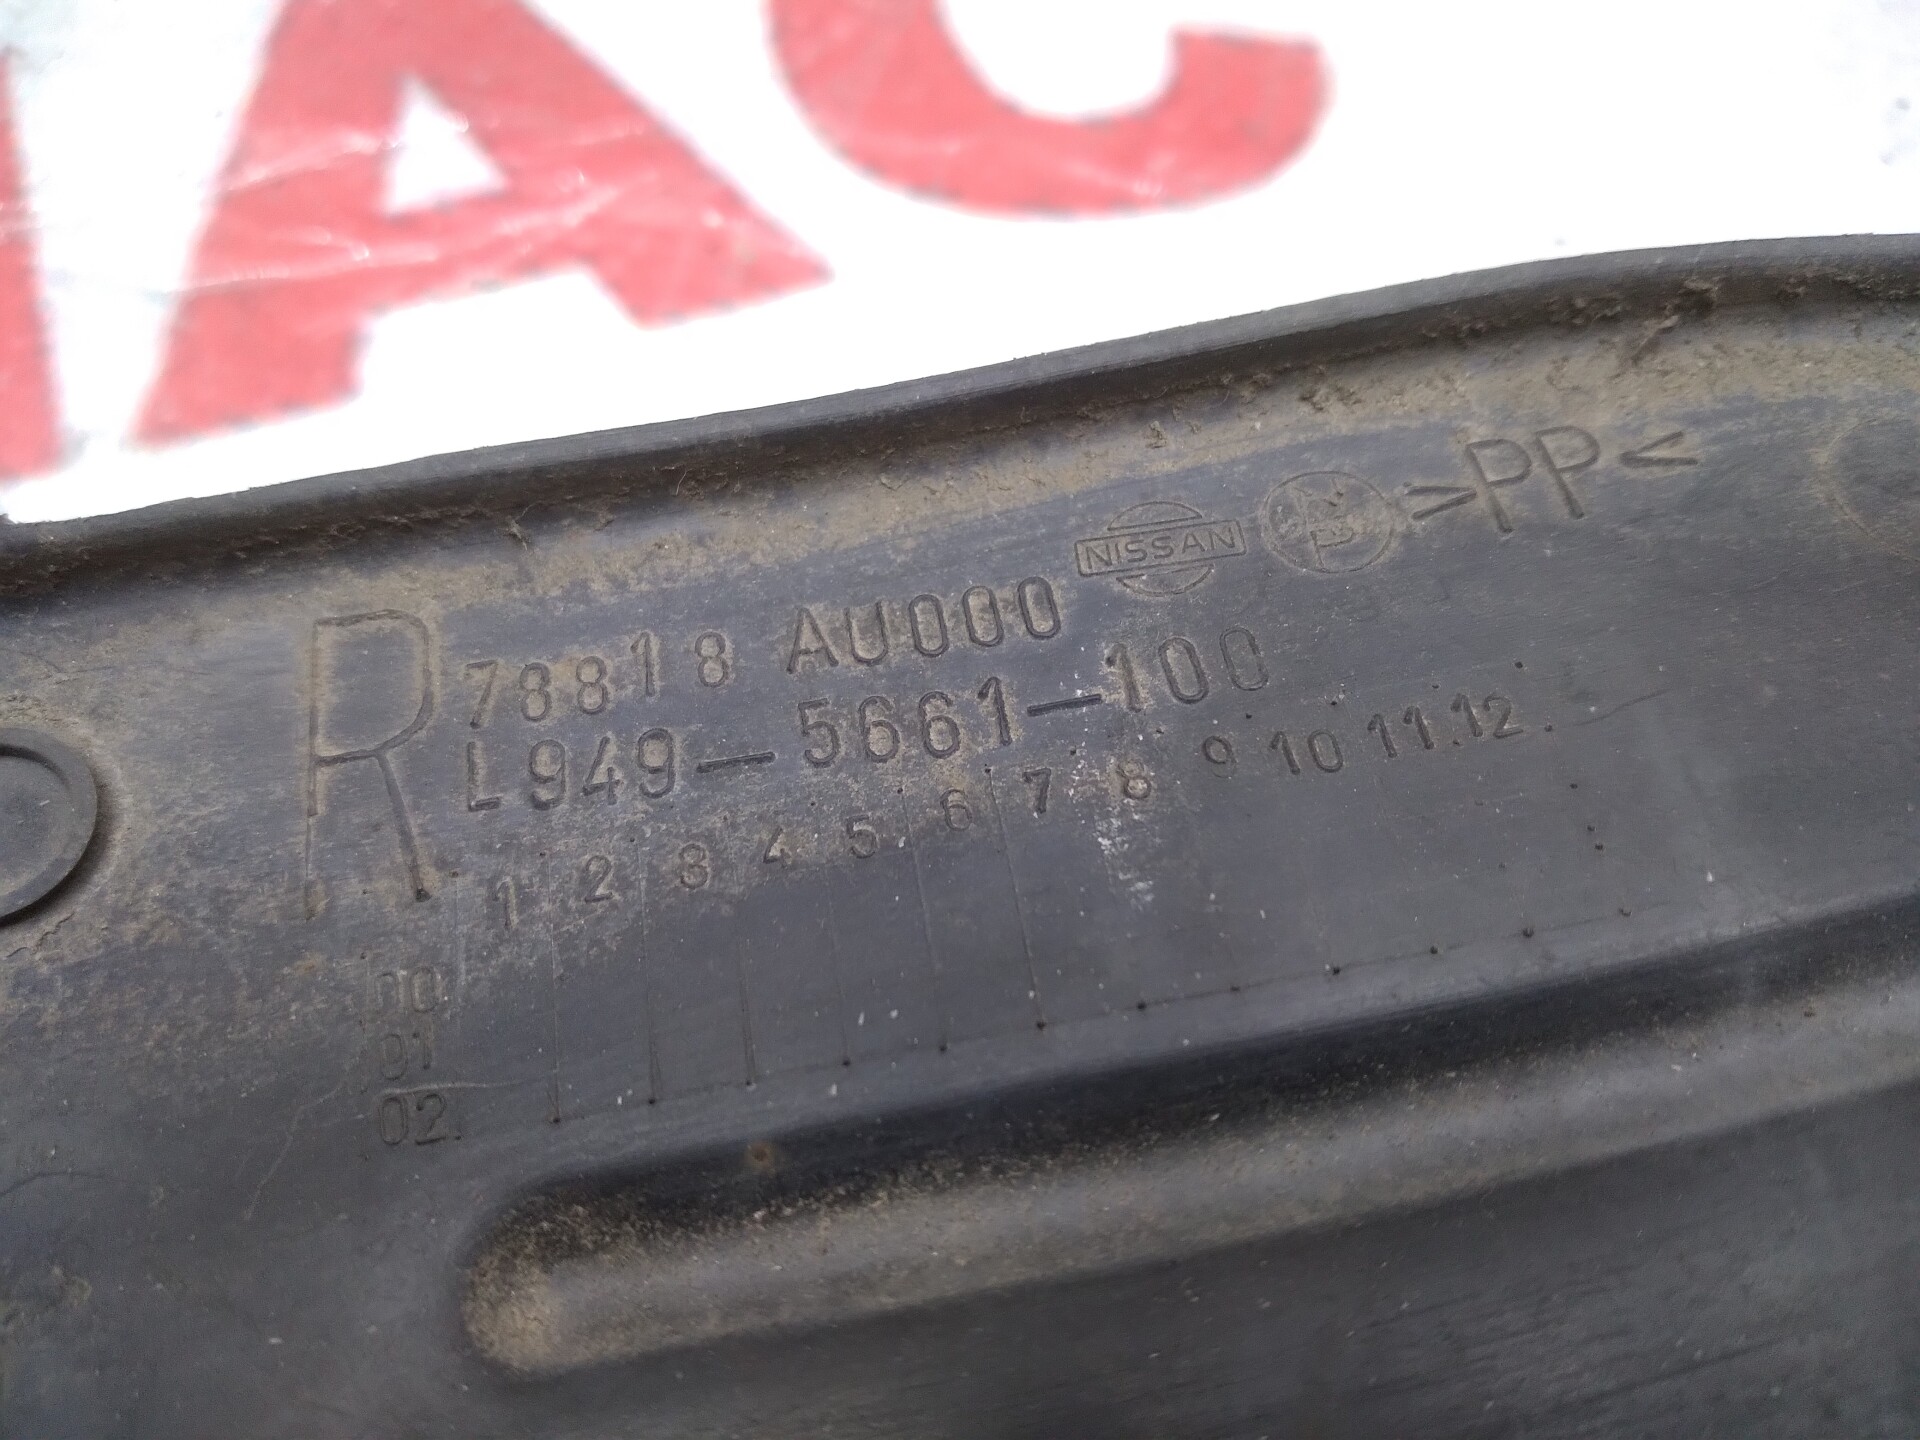 AC
NISSAN >PP<
R 78818 AU000
L949-5661-100
1 2 3 4 5 6 7 8 9 10 11.12.
00
01
02.